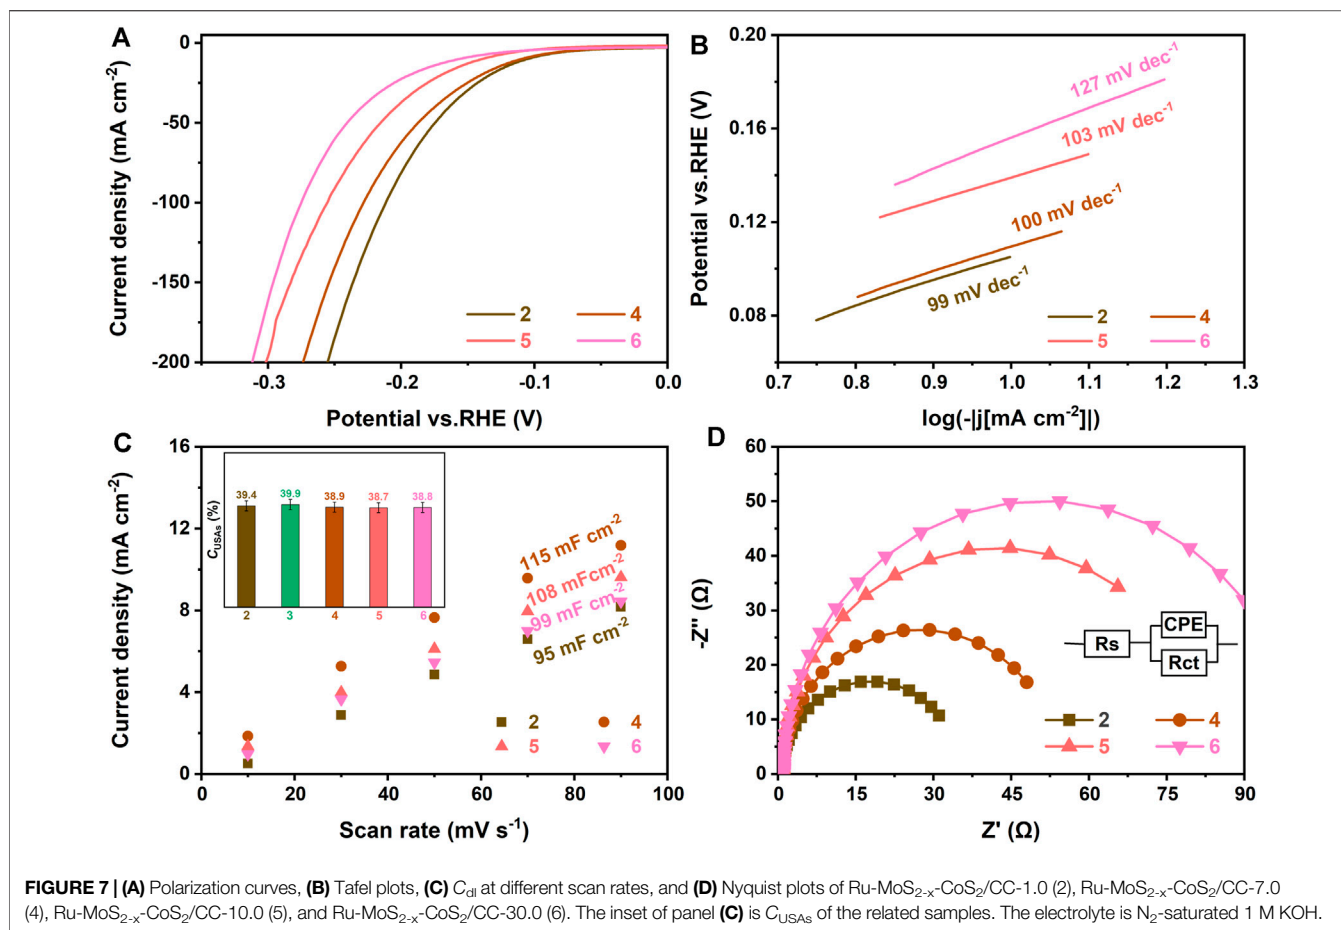 A
Current density (mA cm-2)
0
-50
-100
-150
-200
-0.3
-0.2
-0.1
0.0
Potential vs.RHE (V)
2
4
5
6
B
Potential vs.RHE (V)
0.20
0.16
0.12
0.08
0.7
0.8
0.9
1.0
1.1
1.2
1.3
log(-|j[mA cm-2]|)
127 mV dec-1
103 mV dec-1
100 mV dec-1
99 mV dec-1
2
4
5
6
C
Current density (mA cm-2)
16
12
8
4
0
0
20
40
60
80
100
Scan rate (mV s-1)
CUSAs (%)
39.4
39.9
38.9
38.7
38.8
2
3
4
5
6
115 mF cm-2
108 mFcm-2
99 mF cm-2
95 mF cm-2
2
4
5
6
D
-Z" (Ω)
60
50
40
30
20
10
0
0
15
30
45
60
75
90
Z' (Ω)
Rs
CPE
Rct
2
4
5
6
FIGURE 7 | (A) Polarization curves, (B) Tafel plots, (C) Cdl at different scan rates, and (D) Nyquist plots of Ru-MoS2-x-CoS2/CC-1.0 (2), Ru-MoS2-x-CoS2/CC-7.0
(4), Ru-MoS2-x-CoS2/CC-10.0 (5), and Ru-MoS2-x-CoS2/CC-30.0 (6). The inset of panel (C) is CUSAs of the related samples. The electrolyte is N2-saturated 1 M KOH.